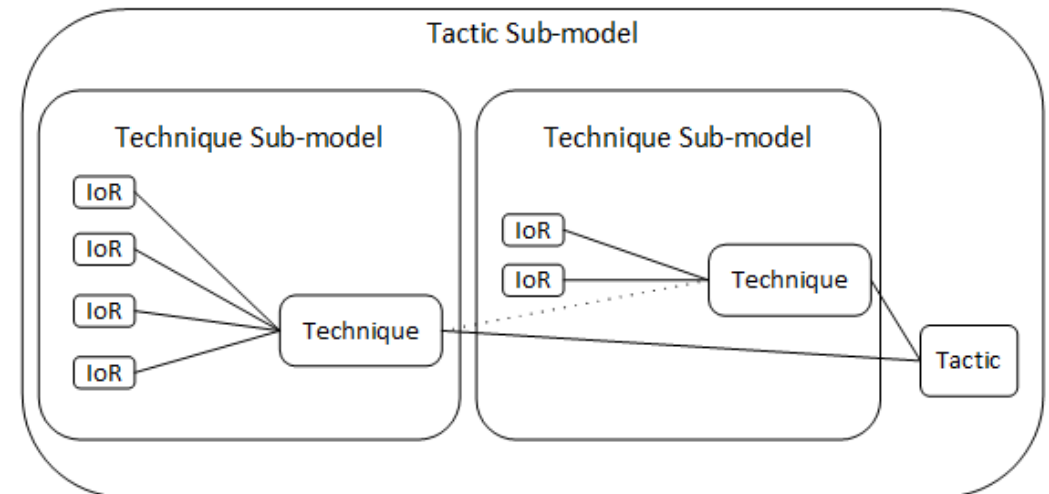 Tactic Sub-model
Technique Sub-model
IoR
IoR
IoR
IoR
Technique
Technique Sub-model
IoR
IoR
Technique
Tactic